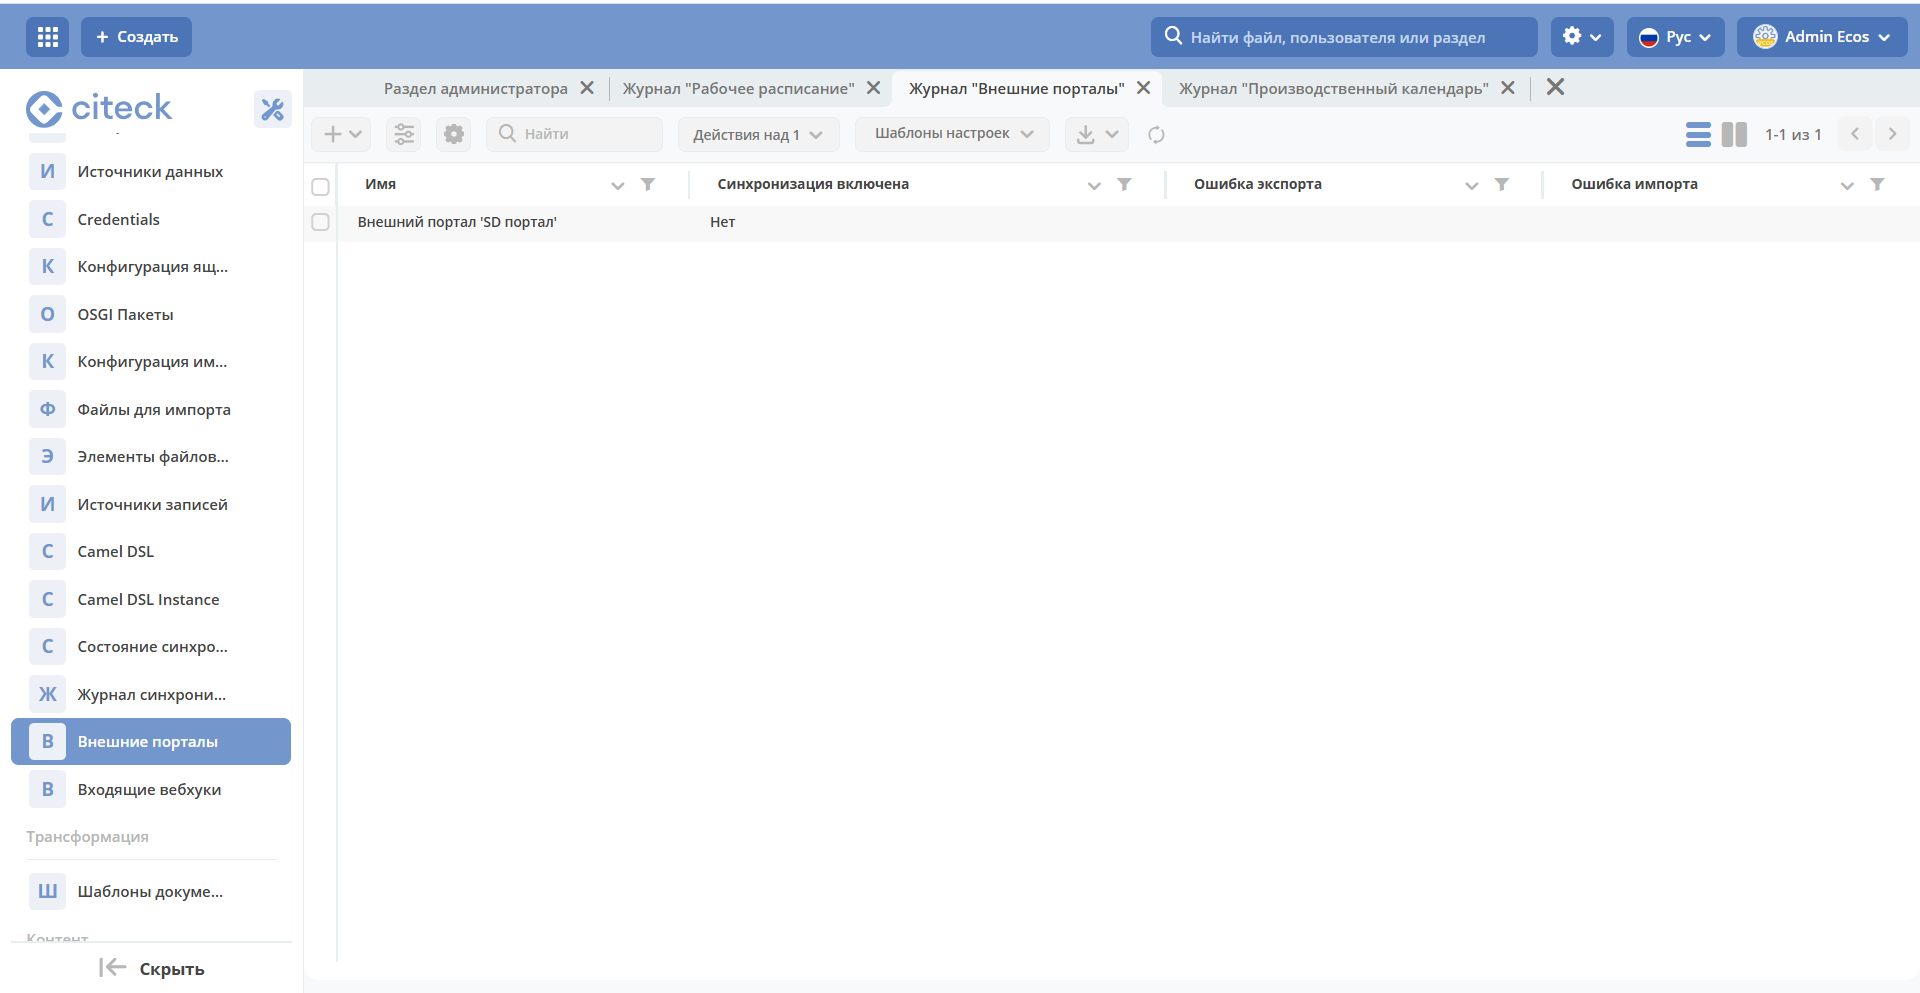 + Создать
Найти файл, пользователя или раздел
Рус
Admin Ecos
citeck
Раздел администратора
Журнал "Рабочее расписание"
Журнал "Внешние порталы"
Журнал "Производственный календарь"
Найти
Действия над 1
Шаблоны настроек
1-1 из 1
Имя
Синхронизация включена
Ошибка экспорта
Ошибка импорта
Внешний портал 'SD портал'
Нет
И Источники данных
C Credentials
К Конфигурация ящ...
O OSGI Пакеты
К Конфигурация им...
Ф Файлы для импорта
Э Элементы файлов...
И Источники записей
C Camel DSL
C Camel DSL Instance
С Состояние синхро...
Ж Журнал синхрони...
В Внешние порталы
В Входящие вебхуки
Трансформация
Ш Шаблоны докуме...
Контент
Скрыть